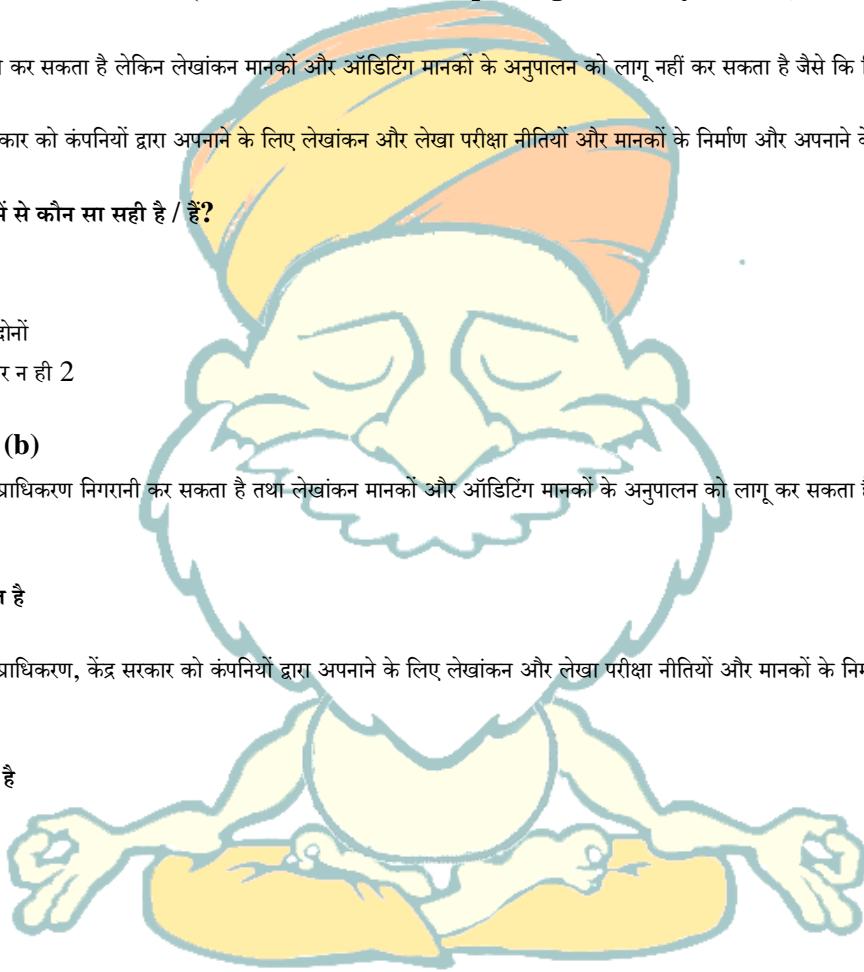 कर सकता है लेकिन लेखांकन मानकों और ऑडिटिंग मानकों के अनुपालन को लागू नहीं कर सकता है जैसे कि
कार को कंपनियों द्वारा अपनाने के लिए लेखांकन और लेखा परीक्षा नीतियों और मानकों के निर्माण और अपनाने
में से कौन सा सही है / हैं?
दोनों
र न ही 2
(b)
प्राधिकरण निगरानी कर सकता है तथा लेखांकन मानकों और ऑडिटिंग मानकों के अनुपालन को लागू कर सकता
है
प्राधिकरण, केंद्र सरकार को कंपनियों द्वारा अपनाने के लिए लेखांकन और लेखा परीक्षा नीतियों और मानकों के
है